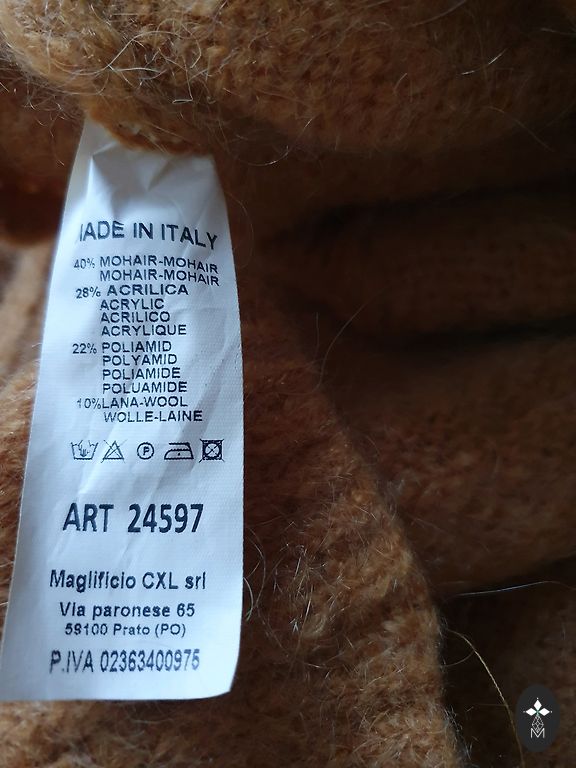 MADE IN ITALY
40% MOHAIR-MOHAIR
MOHAIR-MOHAIR
28% ACRILICA
ACRYLIC
ACRILICO
ACRYLIQUE
22% POLIAMID
POLYAMID
POLIAMIDE
POLUAMIDE
10%LANA-WOOL
WOLLE-LAINE
P
ART 24597
Maglificio CXL srl
Via paronese 65
59100 Prato (PO)
P.IVA 02363400975
M